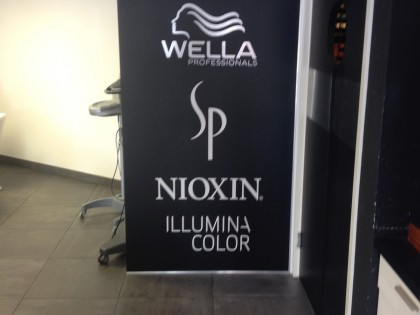 WELLA
PROFESSIONALS
SP
NIOXIN®
ILLUMINA
COLOR